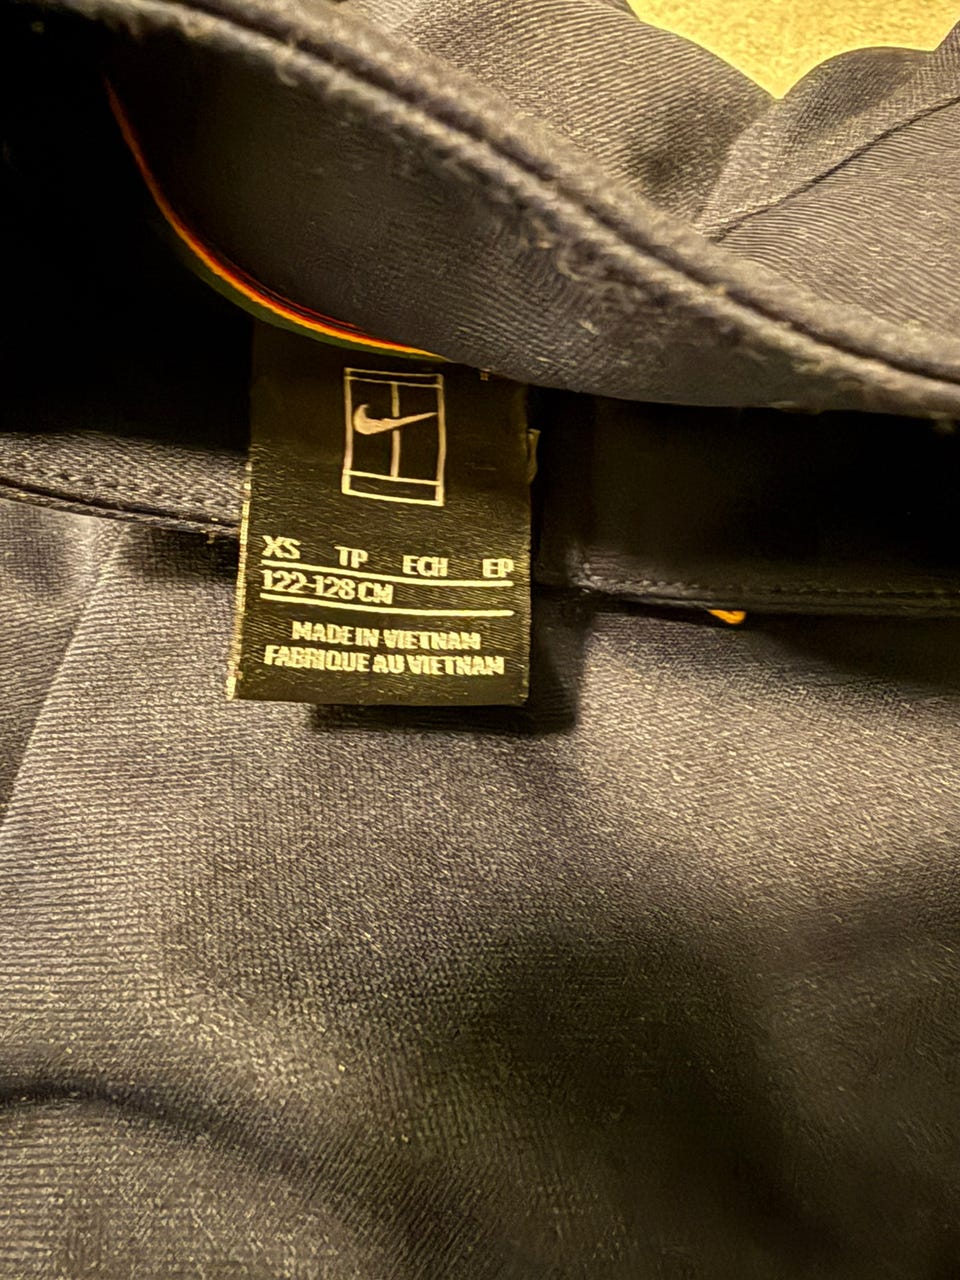 XS TP ECH EP
122-128 CM
MADE IN VIETNAM
FABRIQUE AU VIETNAM